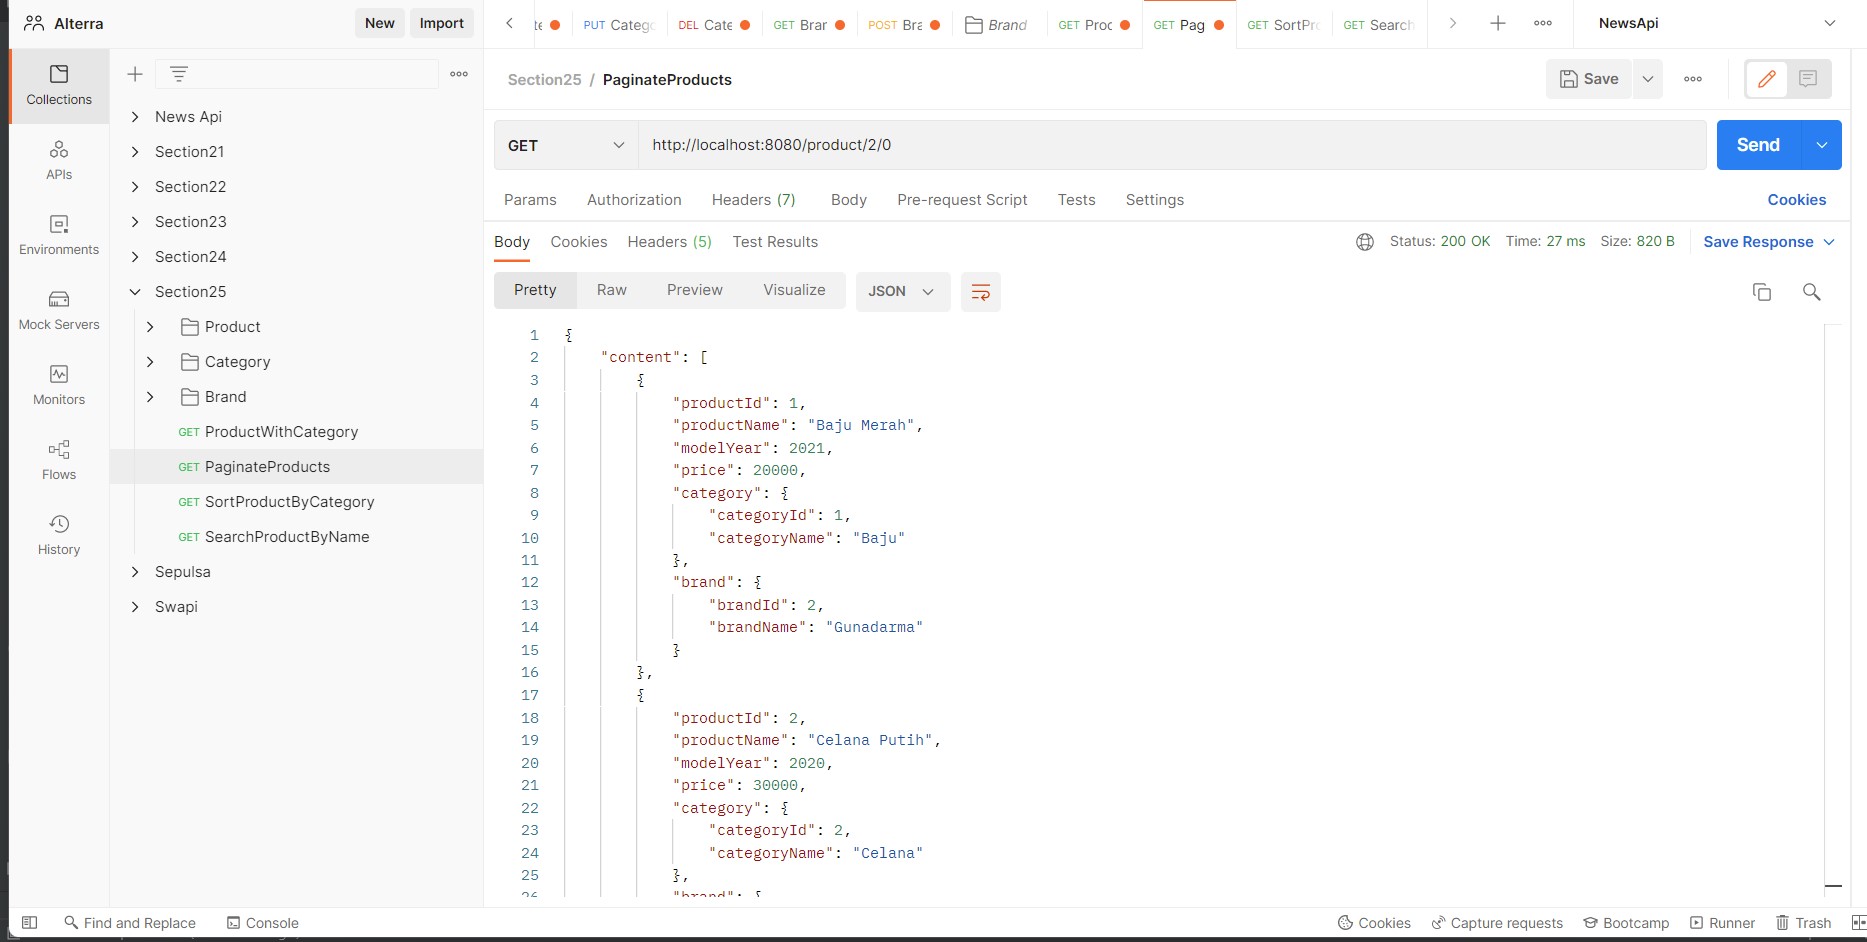 Alterra
New
Import
PUT Catego
DEL Cate
GET Brar
POST Bra
Brand
GET Proc
GET Pag
GET SortPro
GET Search
NewsApi
Collections
APIs
Environments
Mock Servers
Monitors
Flows
History
News Api
Section21
Section22
Section23
Section24
Section25
Product
Category
Brand
GET ProductWithCategory
GET PaginateProducts
GET SortProductByCategory
GET SearchProductByName
Sepulsa
Swapi
Section25 / PaginateProducts
Save
GET http://localhost:8080/product/2/0
Send
Params Authorization Headers (7) Body Pre-request Script Tests Settings
Cookies
Body Cookies Headers (5) Test Results
Status: 200 OK Time: 27 ms Size: 820 B
Save Response
Pretty Raw Preview Visualize JSON
1 {
2 "content": [
3 {
4 "productId": 1,
5 "productName": "Baju Merah",
6 "modelYear": 2021,
7 "price": 20000,
8 "category": {
9 "categoryId": 1,
10 "categoryName": "Baju"
11 },
12 "brand": {
13 "brandId": 2,
14 "brandName": "Gunadarma"
15 }
16 },
17 {
18 "productId": 2,
19 "productName": "Celana Putih",
20 "modelYear": 2020,
21 "price": 30000,
22 "category": {
23 "categoryId": 2,
24 "categoryName": "Celana"
25 },
26 "brand": {
Find and Replace
Console
Cookies
Capture requests
Bootcamp
Runner
Trash